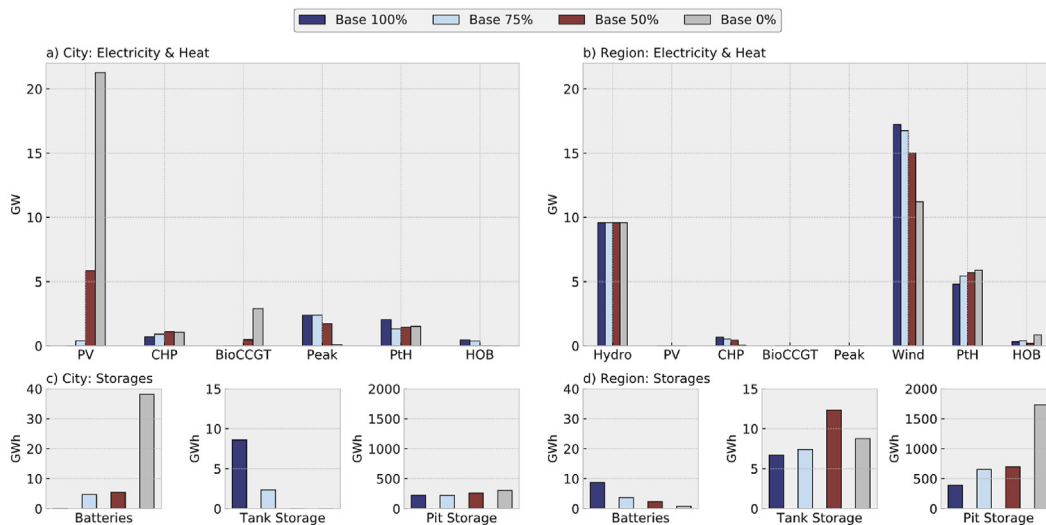 Base 100% Base 75% Base 50% Base 0%
a) City: Electricity & Heat
b) Region: Electricity & Heat
20
15
10
5
0
GW
PV CHP BioCCGT Peak PtH HOB
20
15
10
5
0
GW
Hydro PV CHP BioCCGT Peak Wind PtH HOB
c) City: Storages
d) Region: Storages
40
30
20
10
0
GWh
Batteries
15
10
5
0
GWh
Tank Storage
2000
1500
1000
500
0
GWh
Pit Storage
40
30
20
10
0
GWh
Batteries
15
10
5
0
GWh
Tank Storage
2000
1500
1000
500
0
GWh
Pit Storage